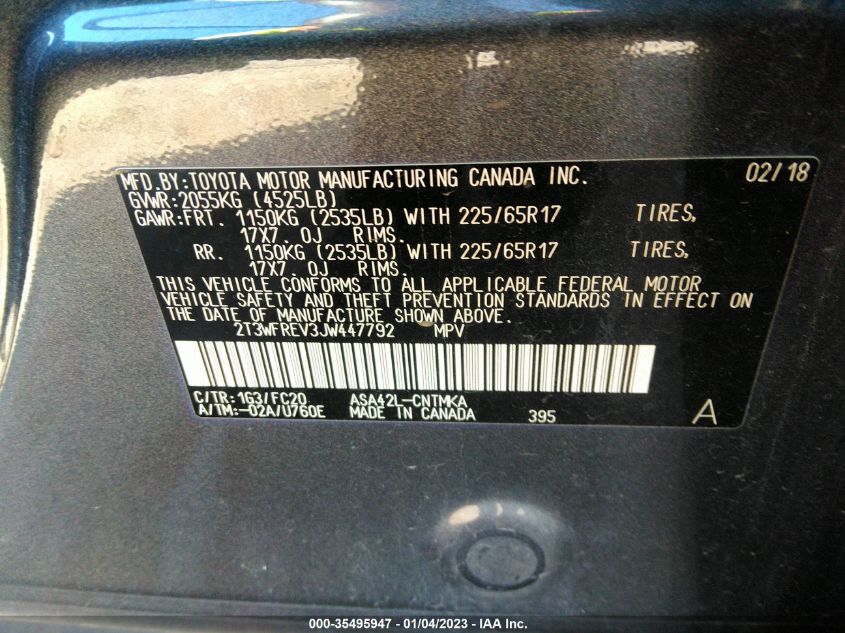 MFD.BY:TOYOTA MOTOR MANUFACTURING CANADA INC. 02/18
GVWR:2055KG (4525LB)
GAWR:FRT. 1150KG (2535LB) WITH 225/65R17 TIRES,
17X7.0J RIMS.
RR. 1150KG (2535LB) WITH 225/65R17 TIRES,
17X7.0J RIMS.
THIS VEHICLE CONFORMS TO ALL APPLICABLE FEDERAL MOTOR
VEHICLE SAFETY AND THEFT PREVENTION STANDARDS IN EFFECT ON
THE DATE OF MANUFACTURE SHOWN ABOVE.
2T3WFREV3JW447792 MPV
C/TR:1G3/FC20 ASA42L-CNTMKA
A/TM:-02A/U760E MADE IN CANADA 395 A
000-35495947 - 01/04/2023 - IAA Inc.